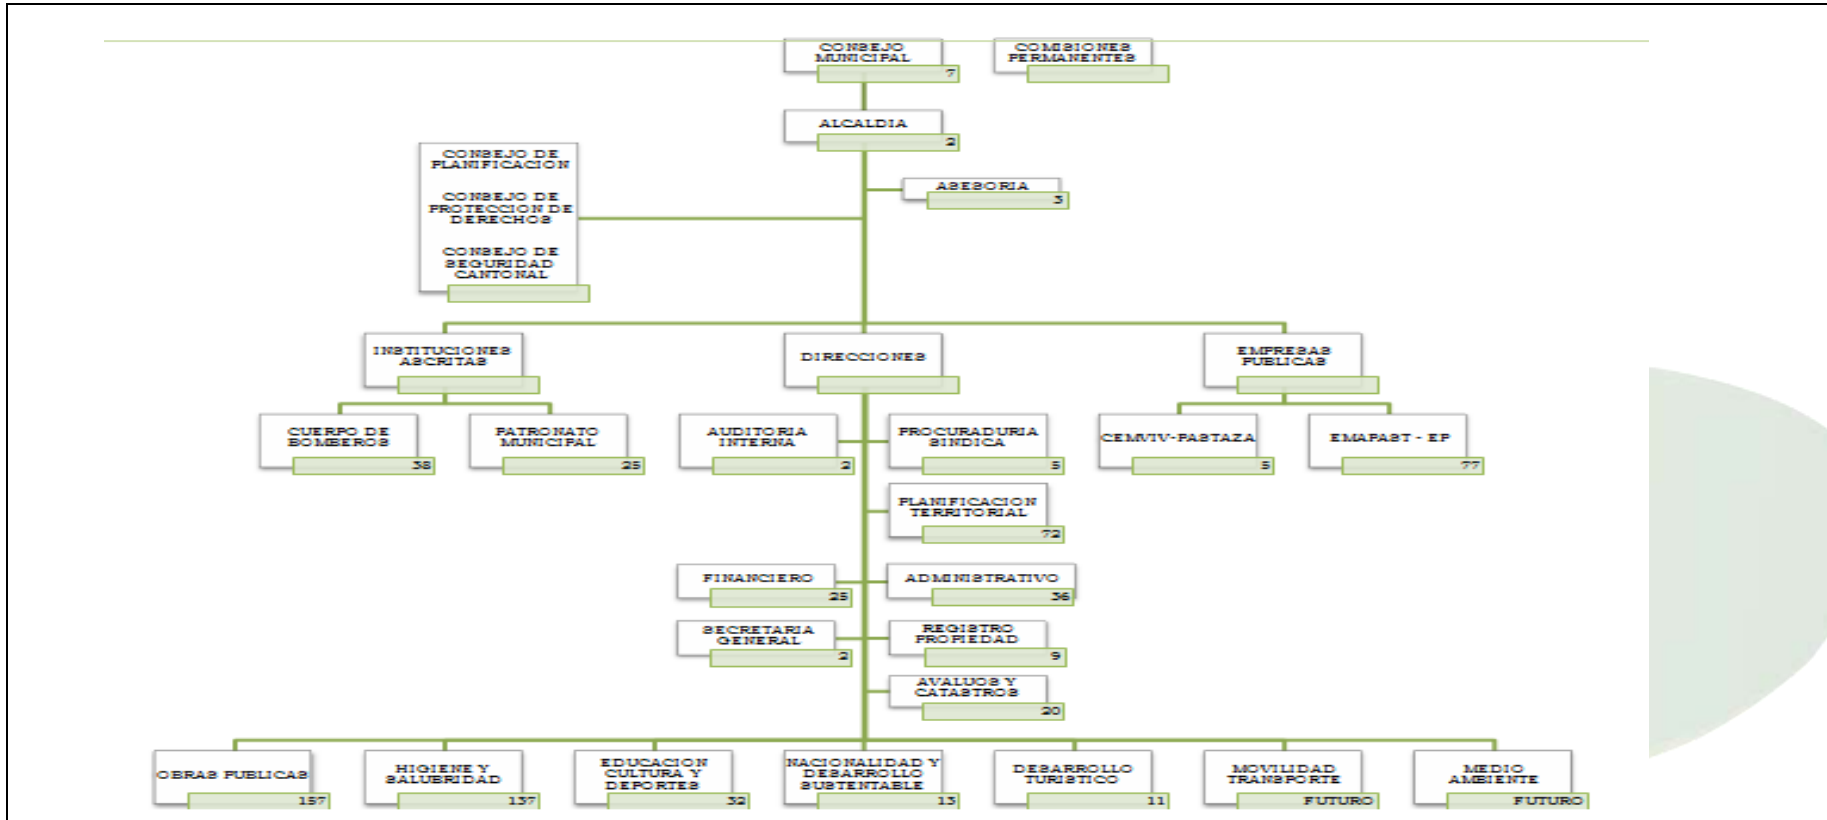 CONSEJO
MUNICIPAL
7
COMISIONES
PERMANENTES
ALCALDIA
2
CONSEJO DE
PLANIFICACION
CONSEJO DE
PROTECCION DE
DERECHOS
CONSEJO DE
SEGURIDAD
CANTONAL
ASESORIA
3
INSTITUCIONES
ASCRITAS
DIRECCIONES
EMPRESAS
PUBLICAS
CUERPO DE
BOMBEROS
38
PATRONATO
MUNICIPAL
25
AUDITORIA
INTERNA
2
PROCURADURIA
SINDICA
5
CEMVIV-PASTAZA
5
EMAPAST - EP
77
PLANIFICACION
TERRITORIAL
72
FINANCIERO
25
ADMINISTRATIVO
36
SECRETARIA
GENERAL
2
REGISTRO
PROPIEDAD
9
AVALUOS Y
CATASTROS
20
OBRAS PUBLICAS
157
HIGIENE Y
SALUBRIDAD
137
EDUCACION
CULTURA Y
DEPORTES
32
NACIONALIDAD Y
DESARROLLO
SUSTENTABLE
13
DESARROLLO
TURISTICO
11
MOVILIDAD
TRANSPORTE
FUTURO
MEDIO
AMBIENTE
FUTURO